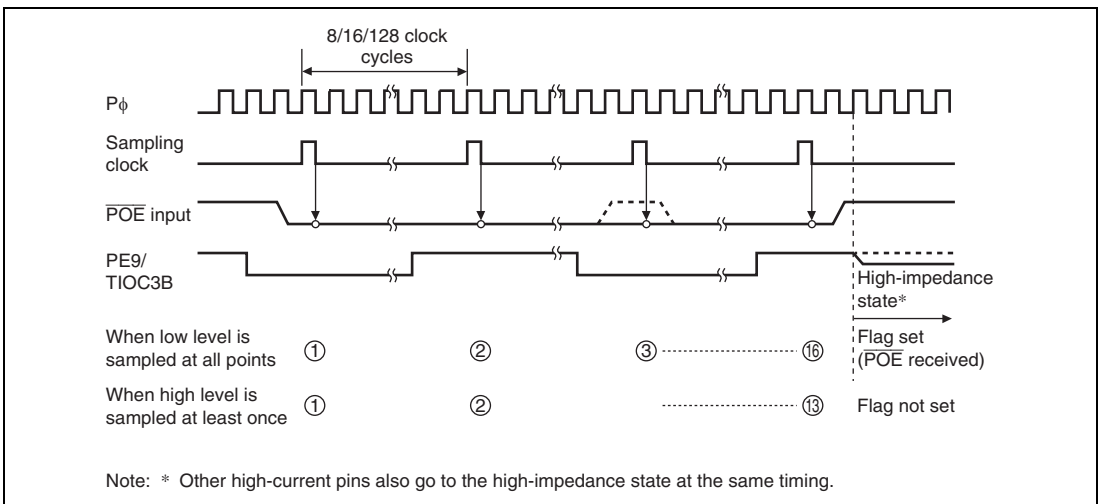 8/16/128 clock
cycles
Pϕ
Sampling
clock
POE input
PE9/
TIOC3B
High-impedance
state*
When low level is
sampled at all points
① ② ③ ⑯
Flag set
(POE received)
When high level is
sampled at least once
① ② ⑬
Flag not set
Note: * Other high-current pins also go to the high-impedance state at the same timing.